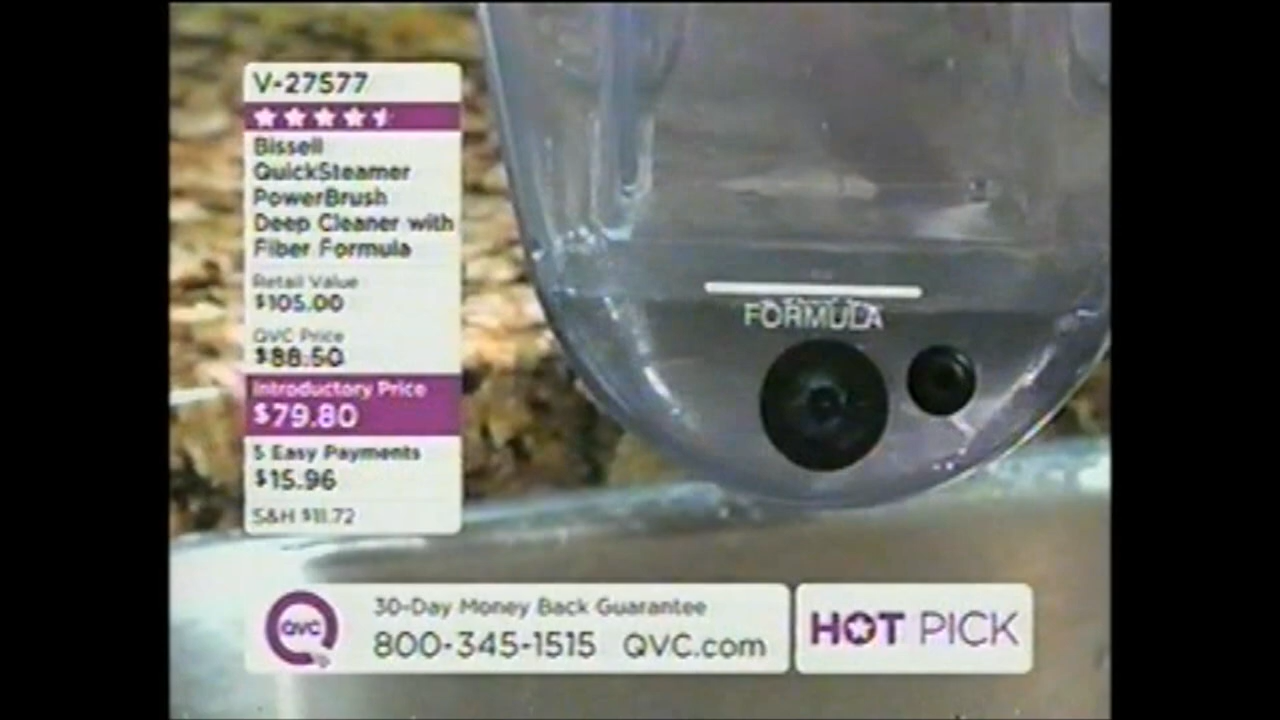 V-27577
Bissell
QuickSteamer
PowerBrush
Deep Cleaner with
Fiber Formula
Retail Value
$105.00
QVC Price
$88.50
Introductory Price
$79.80
5 Easy Payments
$15.96
S&H $11.72
FORMULA
QVC
30-Day Money Back Guarantee
800-345-1515 QVC.com
HOT PICK